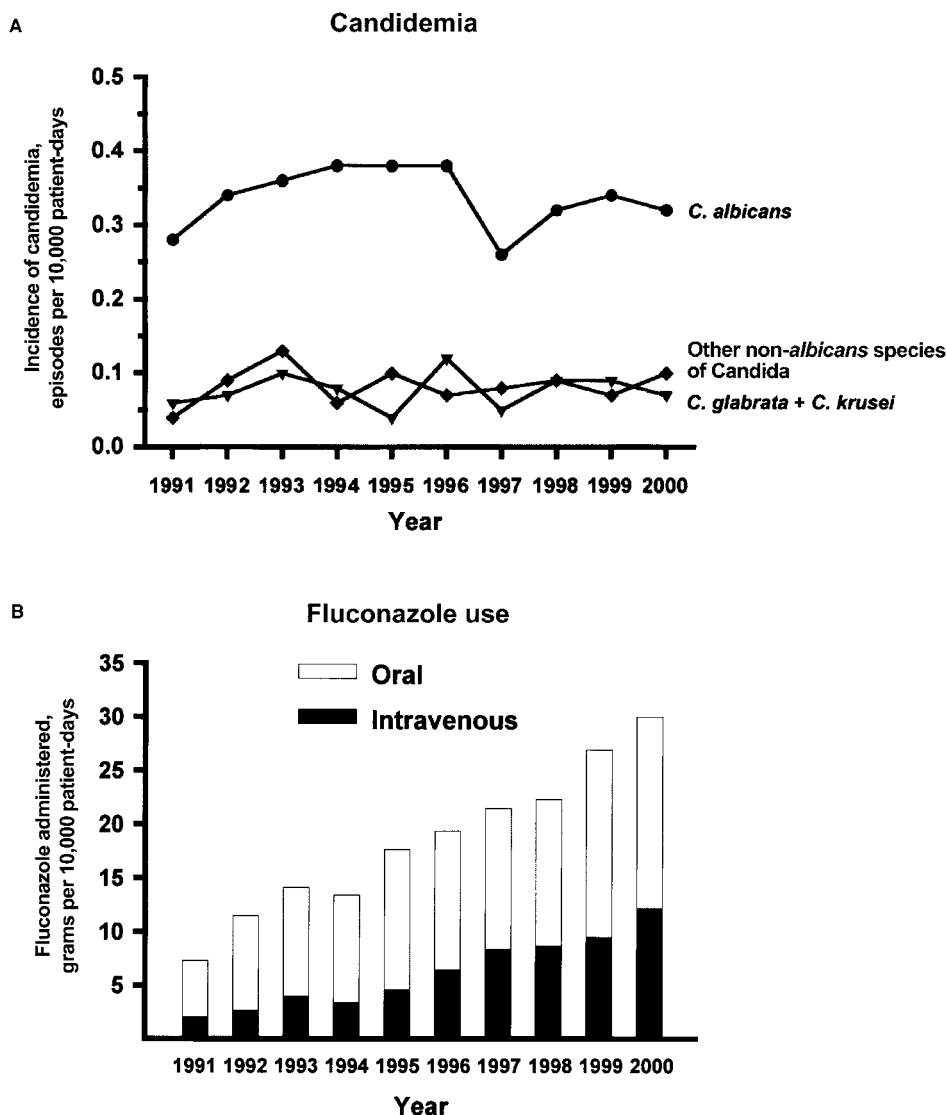 A
Candidemia
Incidence of candidemia,
episodes per 10,000 patient-days
0.5
0.4
0.3
0.2
0.1
0.0
C. albicans
Other non-albicans species
of Candida
C. glabrata + C. krusei
1991 1992 1993 1994 1995 1996 1997 1998 1999 2000
Year
B
Fluconazole use
Fluconazole administered,
grams per 10,000 patient-days
35
30
25
20
15
10
5
Oral
Intravenous
1991 1992 1993 1994 1995 1996 1997 1998 1999 2000
Year